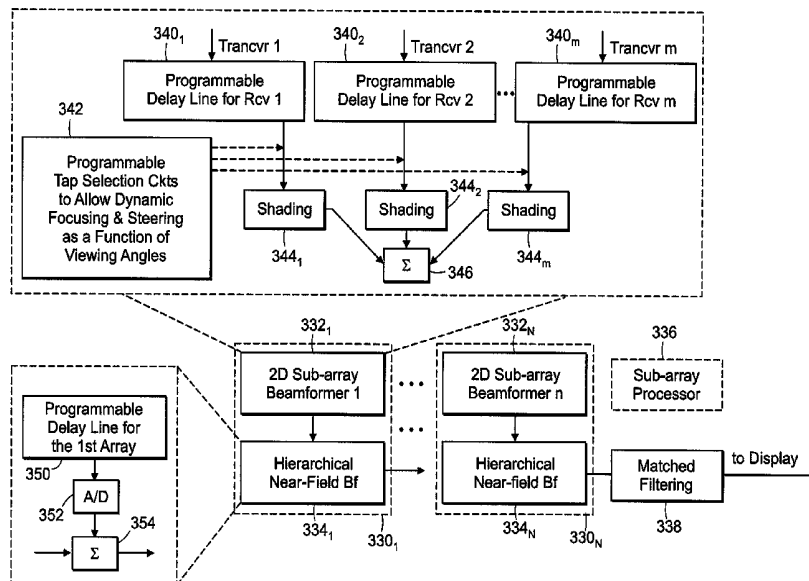 340₁
Trancvr 1
340₂
Trancvr 2
340ₘ
Trancvr m
Programmable
Delay Line for Rcv 1
Programmable
Delay Line for Rcv 2
•••
Programmable
Delay Line for Rcv m
342
Programmable
Tap Selection Ckts
to Allow Dynamic
Focusing & Steering
as a Function of
Viewing Angles
Shading
344₁
Shading
344₂
Shading
344ₘ
Σ
346
332₁
2D Sub-array
Beamformer 1
•••
332_N
2D Sub-array
Beamformer n
336
Sub-array
Processor
Programmable
Delay Line for
the 1st Array
350
A/D
352
Σ
354
•••
Hierarchical
Near-Field Bf
334₁
330₁
Hierarchical
Near-field Bf
334_N
330_N
Matched
Filtering
338
to Display